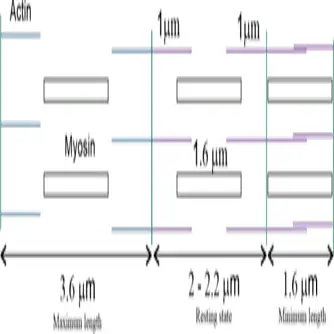 Actin
1µm
1µm
Myosin
1.6 µm
3.6 µm
2 - 2.2 µm
1.6 µm
Maximum length
Resting state
Minimum length